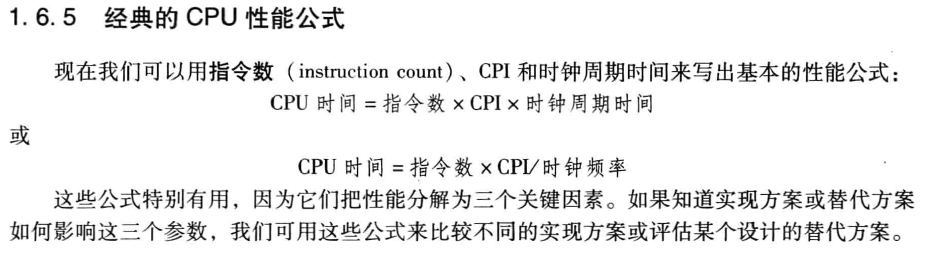 1.6.5 经典的 CPU 性能公式
现在我们可以用指令数（instruction count）、CPI 和时钟周期时间来写出基本的性能公式：
CPU 时间 = 指令数 × CPI × 时钟周期时间
或
CPU 时间 = 指令数 × CPI/时钟频率
这些公式特别有用，因为它们把性能分解为三个关键因素。如果知道实现方案或替代方案
如何影响这三个参数，我们可用这些公式来比较不同的实现方案或评估某个设计的替代方案。